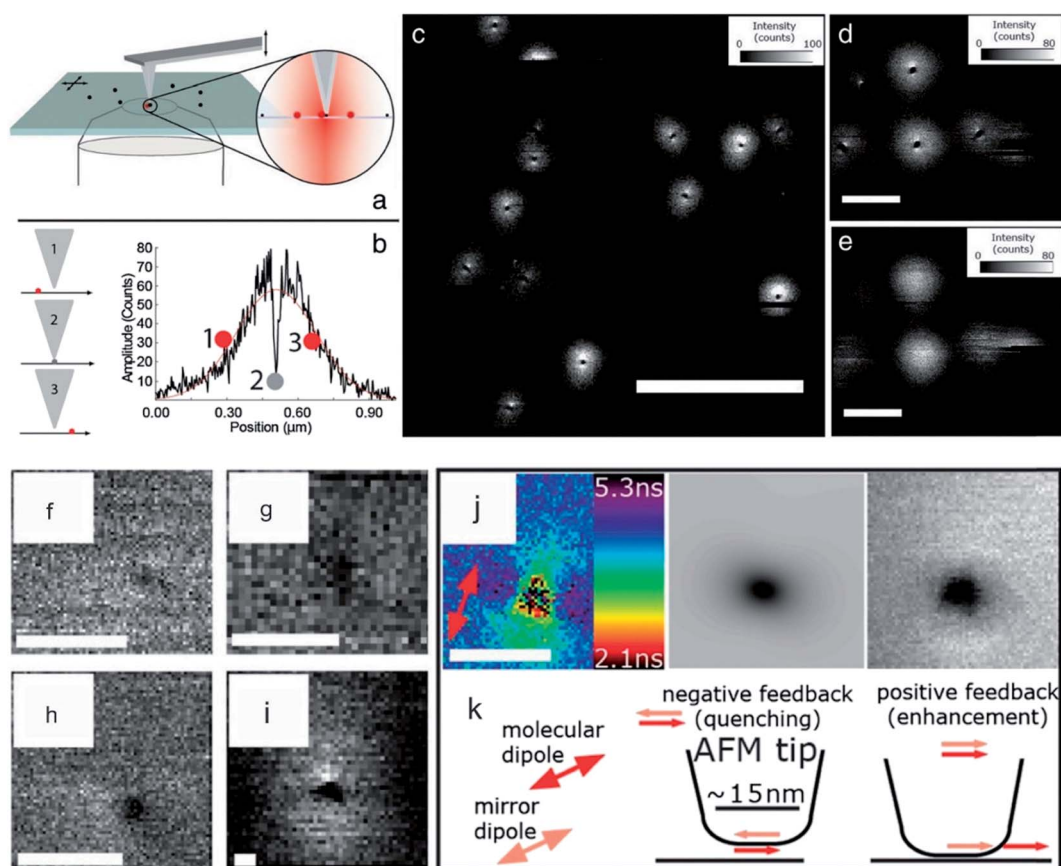 a
b
1
2
3
80
70
60
50
40
30
20
10
Amplitude (Counts)
1
2
3
0.00
0.30
0.60
0.90
Position (μm)
c
Intensity
(counts)
0
100
d
Intensity
(counts)
0
80
e
Intensity
(counts)
0
80
f
g
h
i
j
5.3ns
2.1ns
k
molecular
dipole
mirror
dipole
negative feedback
(quenching)
AFM tip
~15nm
positive feedback
(enhancement)